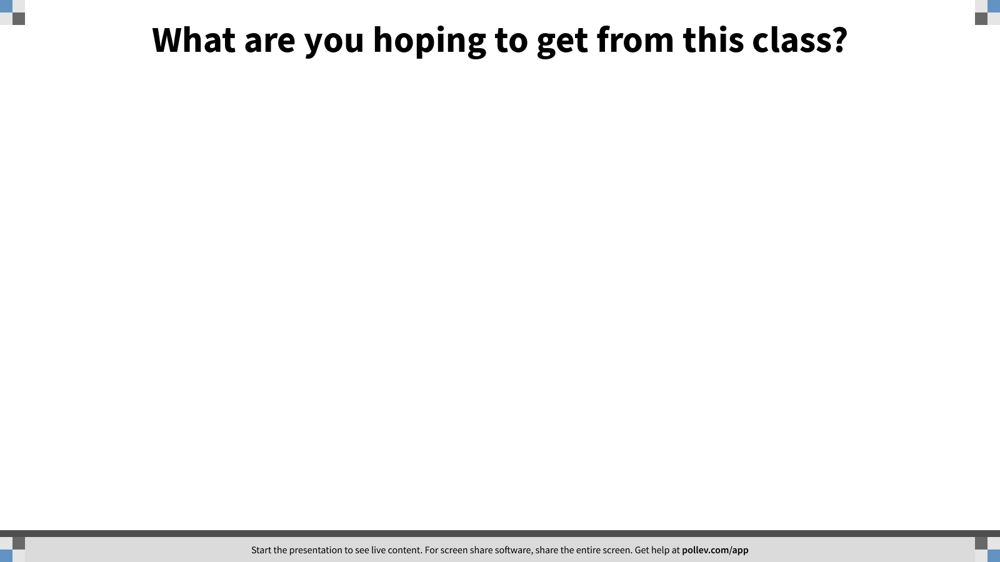 What are you hoping to get from this class?
Start the presentation to see live content. For screen share software, share the entire screen. Get help at pollev.com/app